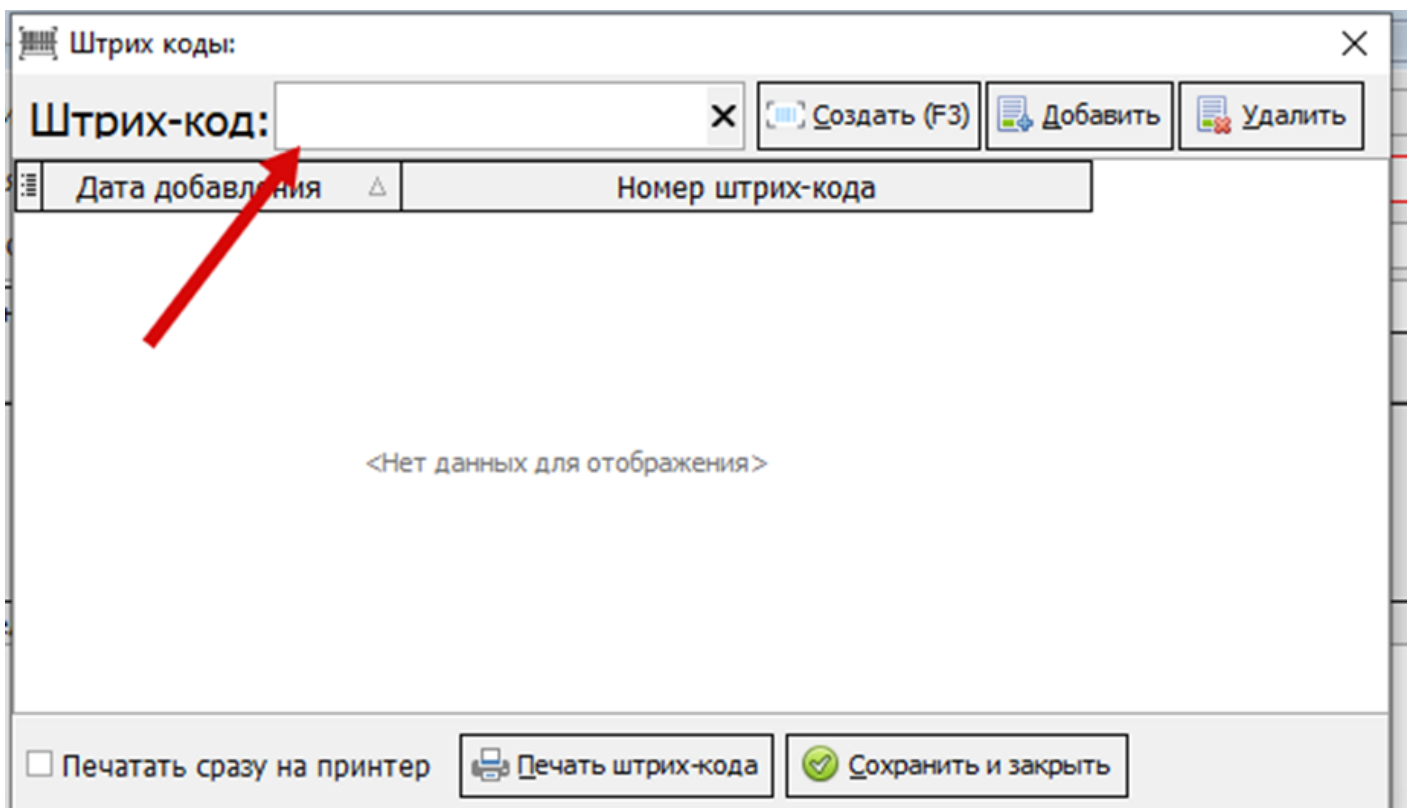 Штрих коды:
Штрих-код: Создать (F3) Добавить Удалить
Дата добавления Номер штрих-кода
<Нет данных для отображения>
Печатать сразу на принтер Печать штрих-кода Сохранить и закрыть